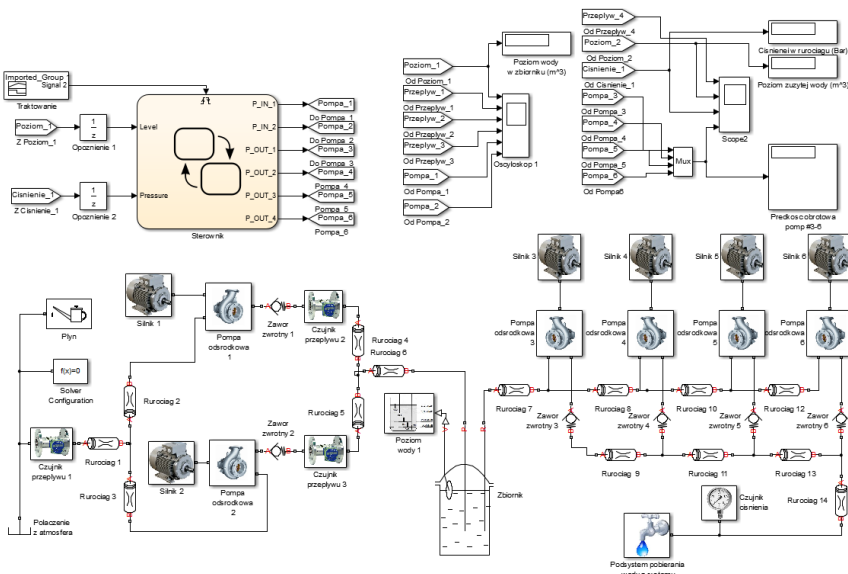 Imported_Group 1
Signal 2
Traktowanie
Poziom_1
Z Poziom_1
1
z
Opoznienie 1
Cisnienie_1
Z Cisnienie_1
1
z
Opoznienie 2
Level
Pressure
P_IN_1
P_IN_2
P_OUT_1
P_OUT_2
P_OUT_3
P_OUT_4
Sterownik
Pompa_1
Do Pompa_1
Pompa_2
Do Pompa_2
Pompa_3
Do Pompa_3
Pompa_4
Pompa_4
Pompa_5
Pompa_5
Pompa_6
Pompa_6
Poziom_1
Od Poziom_1
Przeplyw_1
Od Przeplyw_1
Przeplyw_2
Od Przeplyw_2
Przeplyw_3
Od Przeplyw_3
Pompa_1
Od Pompa_1
Pompa_2
Od Pompa_2
Poziom wody
w zbiorniku (m^3)
Oscyloskop 1
Przeplyw_4
Od Przeplyw_4
Poziom_2
Od Poziom_2
Cisnienie_1
Od Cisnienie_1
Pompa_3
Od Pompa_3
Pompa_4
Od Pompa_4
Pompa_5
Od Pompa_5
Pompa_6
Od Pompa6
Mux
Scope2
Cisnienei w rurociagu (Bar)
Poziom zuzytej wody (m^3)
Predkosc obrotowa
pomp #3-6
Plyn
f(x)=0
Solver
Configuration
Czujnik
przeplywu 1
Polaczenie
z atmosfera
Rurociag 1
Rurociag 2
Rurociag 3
Silnik 1
Silnik 2
Pompa
odsrodkowa
1
Pompa
odsrodkowa
2
Zawor
zwrotny 1
Zawor
zwrotny 2
Czujnik
przeplywu 2
Czujnik
przeplywu 3
Rurociag 4
Rurociag 6
Rurociag 5
Poziom
wody 1
Zbiornik
Silnik 3
Silnik 4
Silnik 5
Silnik 6
Pompa
odsrodkowa
3
Pompa
odsrodkowa
4
Pompa
odsrodkowa
5
Pompa
odsrodkowa
6
Rurociag 7
Rurociag 8
Rurociag 10
Rurociag 12
Zawor
zwrotny 3
Zawor
zwrotny 4
Zawor
zwrotny 5
Zawor
zwrotny 6
Rurociag 9
Rurociag 11
Rurociag 13
Rurociag 14
Czujnik
cisnienia
Podsystem pobierania